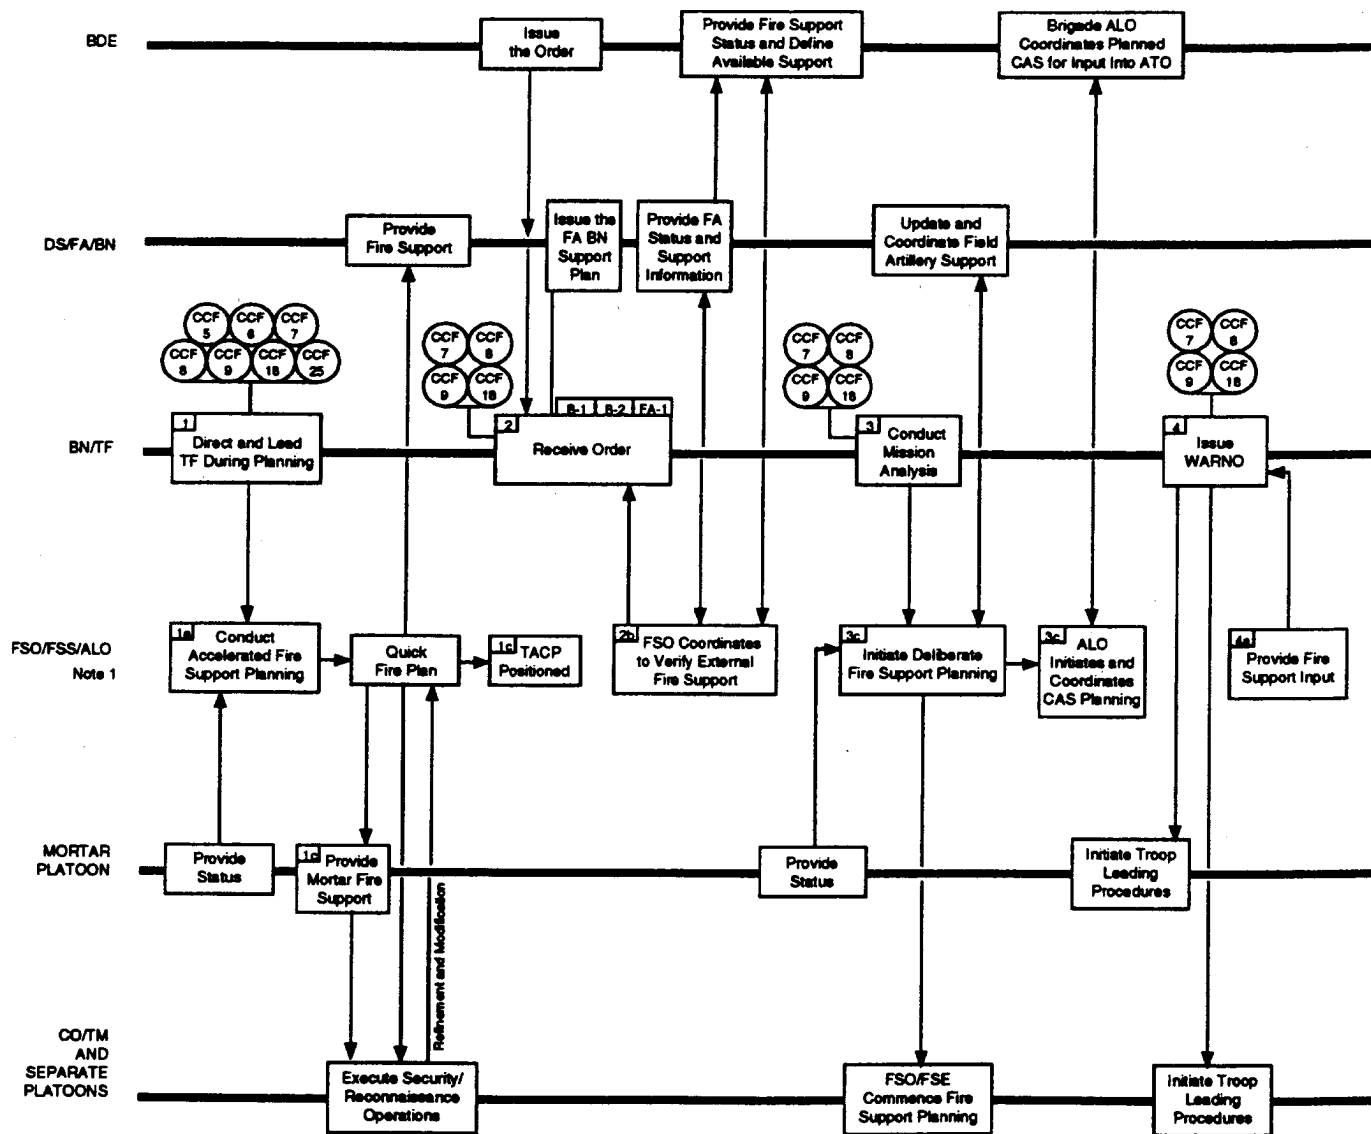 BDE
Issue
the Order
Provide Fire Support
Status and Define
Available Support
Brigade ALO
Coordinates Planned
CAS for Input Into ATO
DS/FA/BN
Provide
Fire Support
Issue the
FA BN
Support
Plan
Provide FA
Status and
Support
Information
Update and
Coordinate Field
Artillery Support
CCF
5
CCF
6
CCF
7
CCF
8
CCF
9
CCF
18
CCF
25
CCF
7
CCF
8
CCF
9
CCF
18
CCF
7
CCF
8
CCF
9
CCF
18
CCF
7
CCF
8
CCF
9
CCF
18
BN/TF
1
Direct and Lead
TF During Planning
2
B-1
B-2
FA-1
Receive Order
3
Conduct
Mission
Analysis
4
Issue
WARNO
FSO/FSS/ALO
Note 1
1a
Conduct
Accelerated Fire
Support Planning
Quick
Fire Plan
1c
TACP
Positioned
2b
FSO Coordinates
to Verify External
Fire Support
3c
Initiate Deliberate
Fire Support Planning
3c
ALO
Initiates and
Coordinates
CAS Planning
4a
Provide Fire
Support Input
MORTAR
PLATOON
Provide
Status
Provide
Mortar Fire
Support
Refinement and Modification
Provide
Status
Initiate Troop
Leading
Procedures
CO/TM
AND
SEPARATE
PLATOONS
Execute Security/
Reconnaissance
Operations
FSO/FSE
Commence Fire
Support Planning
Initiate Troop
Leading
Procedures